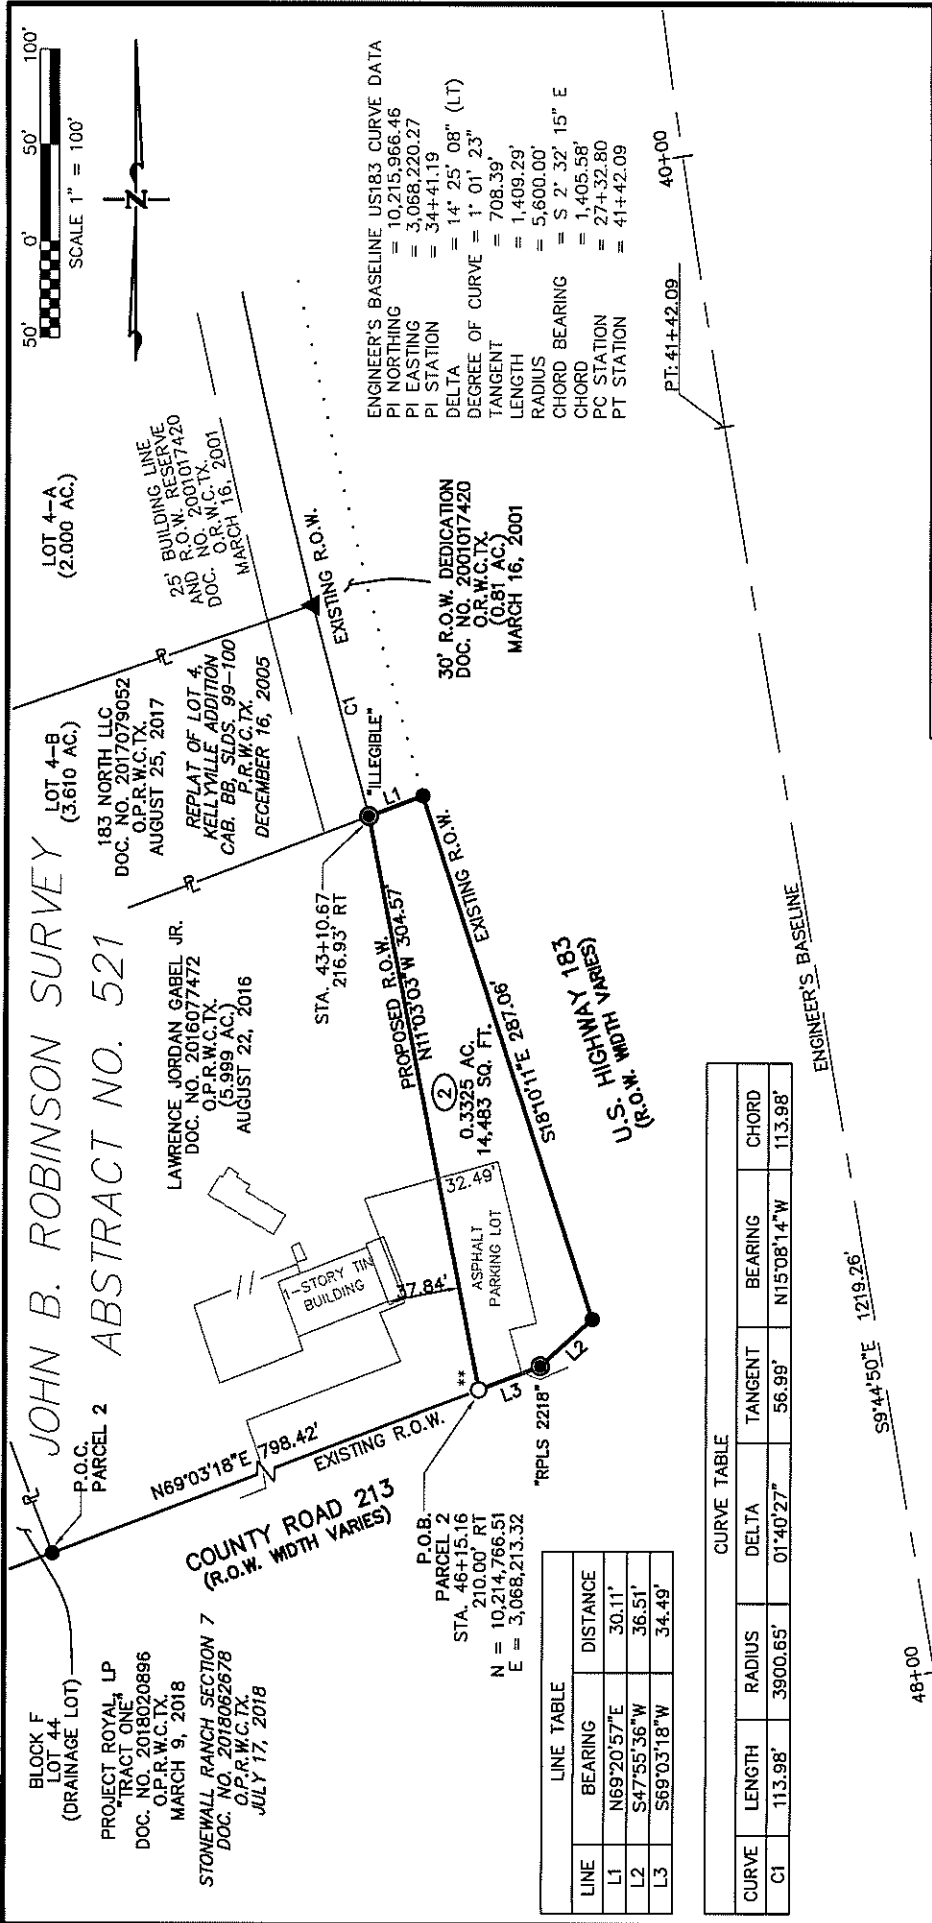 JOHN B. ROBINSON SURVEY
ABSTRACT NO. 521
50' 0' 50' 100'
SCALE 1" = 100'
N
BLOCK F
LOT 44
(DRAINAGE LOT)
PROJECT ROYAL, LP
"TRACT ONE"
DOC. NO. 2018020896
O.P.R.W.C.TX.
MARCH 9, 2018
STONEWALL RANCH SECTION 7
DOC. NO. 2018062678
O.P.R.W.C.TX.
JULY 17, 2018
P.O.C.
PARCEL 2
N69°03'18"E 798.42'
EXISTING R.O.W.
COUNTY ROAD 213
(R.O.W. WIDTH VARIES)
P.O.B.
PARCEL 2
STA. 46+15.16
210.00' RT
N = 10,214,766.51
E = 3,068,213.32
**
L3
"RPLS 2218"
L2
LAWRENCE JORDAN GABEL JR.
DOC. NO. 2016077472
O.P.R.W.C.TX.
(5.999 AC.)
AUGUST 22, 2016
1-STORY TIN
BUILDING
37.84'
32.49'
ASPHALT
PARKING LOT
STA. 43+10.67
216.93' RT
PROPOSED R.O.W.
N11°03'03"W 304.57'
2
0.3325 AC.
14,483 SQ. FT.
S18°10'11"E 287.06'
EXISTING R.O.W.
U.S. HIGHWAY 183
(R.O.W. WIDTH VARIES)
LOT 4-B
(3.610 AC.)
183 NORTH LLC
DOC. NO. 2017079052
O.P.R.W.C.TX.
AUGUST 25, 2017
REPLAT OF LOT 4,
KELLYVILLE ADDITION
CAB. BB, SLDS. 99-100
P.R.W.C.TX.
DECEMBER 16, 2005
LOT 4-A
(2.000 AC.)
25' BUILDING LINE
AND R.O.W. RESERVE
DOC. NO. 2001017420
O.R.W.C.TX.
MARCH 16, 2001
"ILLEGIBLE"
L1
C1
EXISTING R.O.W.
30' R.O.W. DEDICATION
DOC. NO. 2001017420
O.R.W.C.TX.
(0.81 AC.)
MARCH 16, 2001
ENGINEER'S BASELINE US183 CURVE DATA
PI NORTHING = 10,215,966.46
PI EASTING = 3,068,220.27
PI STATION = 34+41.19
DELTA = 14° 25' 08" (LT)
DEGREE OF CURVE = 1° 01' 23"
TANGENT = 708.39'
LENGTH = 1,409.29'
RADIUS = 5,600.00'
CHORD BEARING = S 2° 32' 15" E
CHORD = 1,405.58'
PC STATION = 27+32.80
PT STATION = 41+42.09
PT: 41+42.09
40+00
ENGINEER'S BASELINE
S9°44'50"E 1219.26'
48+00
LINE TABLE
LINE BEARING DISTANCE
L1 N69°20'57"E 30.11'
L2 S47°55'36"W 36.51'
L3 S69°03'18"W 34.49'
CURVE TABLE
CURVE LENGTH RADIUS DELTA TANGENT BEARING CHORD
C1 113.98' 3900.65' 01°40'27" 56.99' N15°08'14"W 113.98'